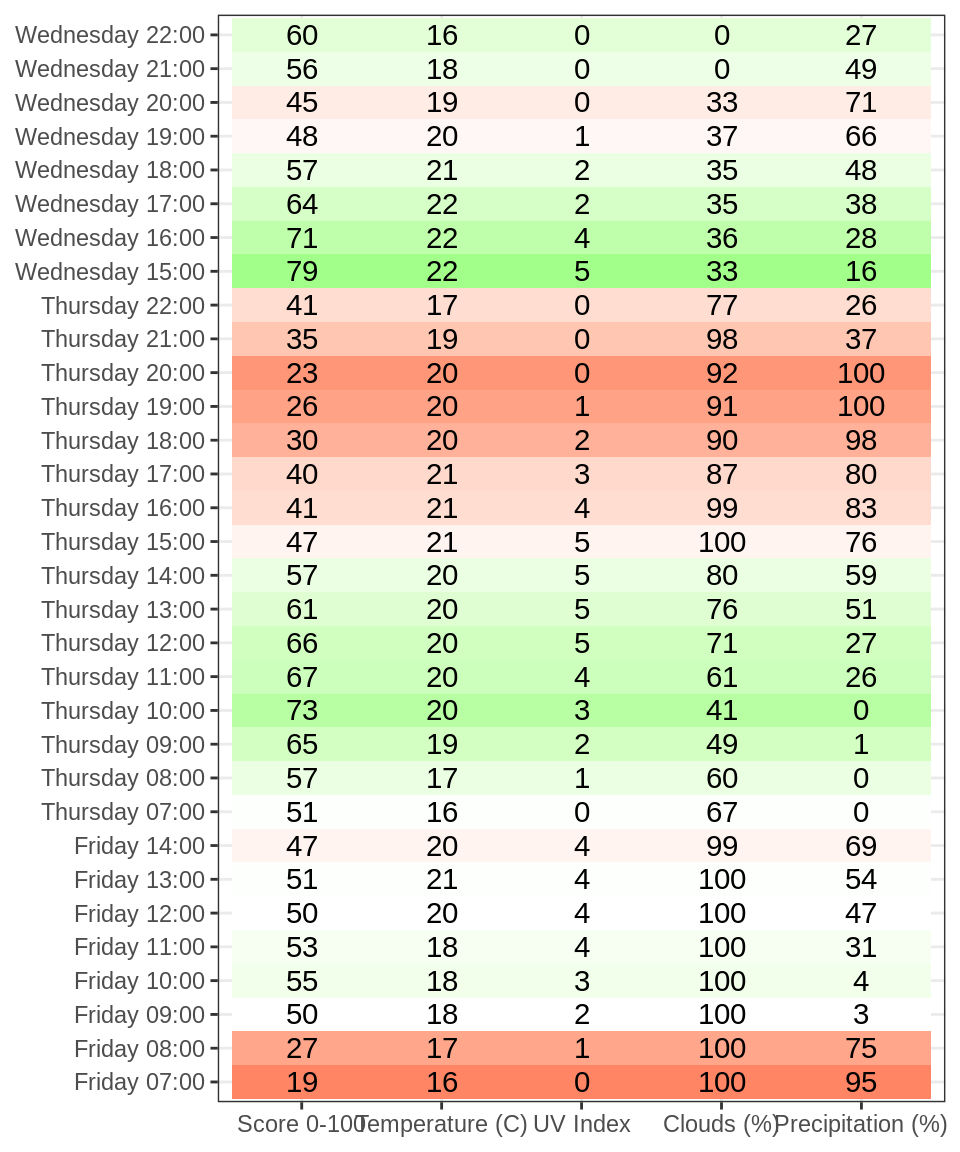 Wednesday 22:00 60 16 0 0 27
Wednesday 21:00 56 18 0 0 49
Wednesday 20:00 45 19 0 33 71
Wednesday 19:00 48 20 1 37 66
Wednesday 18:00 57 21 2 35 48
Wednesday 17:00 64 22 2 35 38
Wednesday 16:00 71 22 4 36 28
Wednesday 15:00 79 22 5 33 16
Thursday 22:00 41 17 0 77 26
Thursday 21:00 35 19 0 98 37
Thursday 20:00 23 20 0 92 100
Thursday 19:00 26 20 1 91 100
Thursday 18:00 30 20 2 90 98
Thursday 17:00 40 21 3 87 80
Thursday 16:00 41 21 4 99 83
Thursday 15:00 47 21 5 100 76
Thursday 14:00 57 20 5 80 59
Thursday 13:00 61 20 5 76 51
Thursday 12:00 66 20 5 71 27
Thursday 11:00 67 20 4 61 26
Thursday 10:00 73 20 3 41 0
Thursday 09:00 65 19 2 49 1
Thursday 08:00 57 17 1 60 0
Thursday 07:00 51 16 0 67 0
Friday 14:00 47 20 4 99 69
Friday 13:00 51 21 4 100 54
Friday 12:00 50 20 4 100 47
Friday 11:00 53 18 4 100 31
Friday 10:00 55 18 3 100 4
Friday 09:00 50 18 2 100 3
Friday 08:00 27 17 1 100 75
Friday 07:00 19 16 0 100 95
Score 0-100 Temperature (C) UV Index Clouds (%) Precipitation (%)